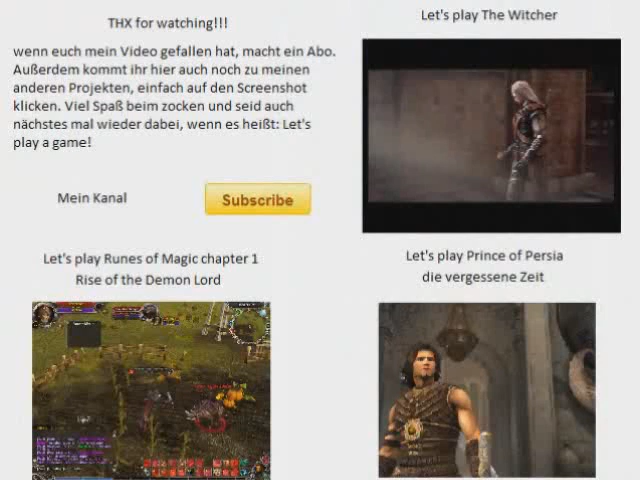 THX for watching!!!
wenn euch mein Video gefallen hat, macht ein Abo.
Außerdem kommt ihr hier auch noch zu meinen
anderen Projekten, einfach auf den Screenshot
klicken. Viel Spaß beim zocken und seid auch
nächstes mal wieder dabei, wenn es heißt: Let's
play a game!
Mein Kanal
Subscribe
Let's play The Witcher
Let's play Runes of Magic chapter 1
Rise of the Demon Lord
Let's play Prince of Persia
die vergessene Zeit